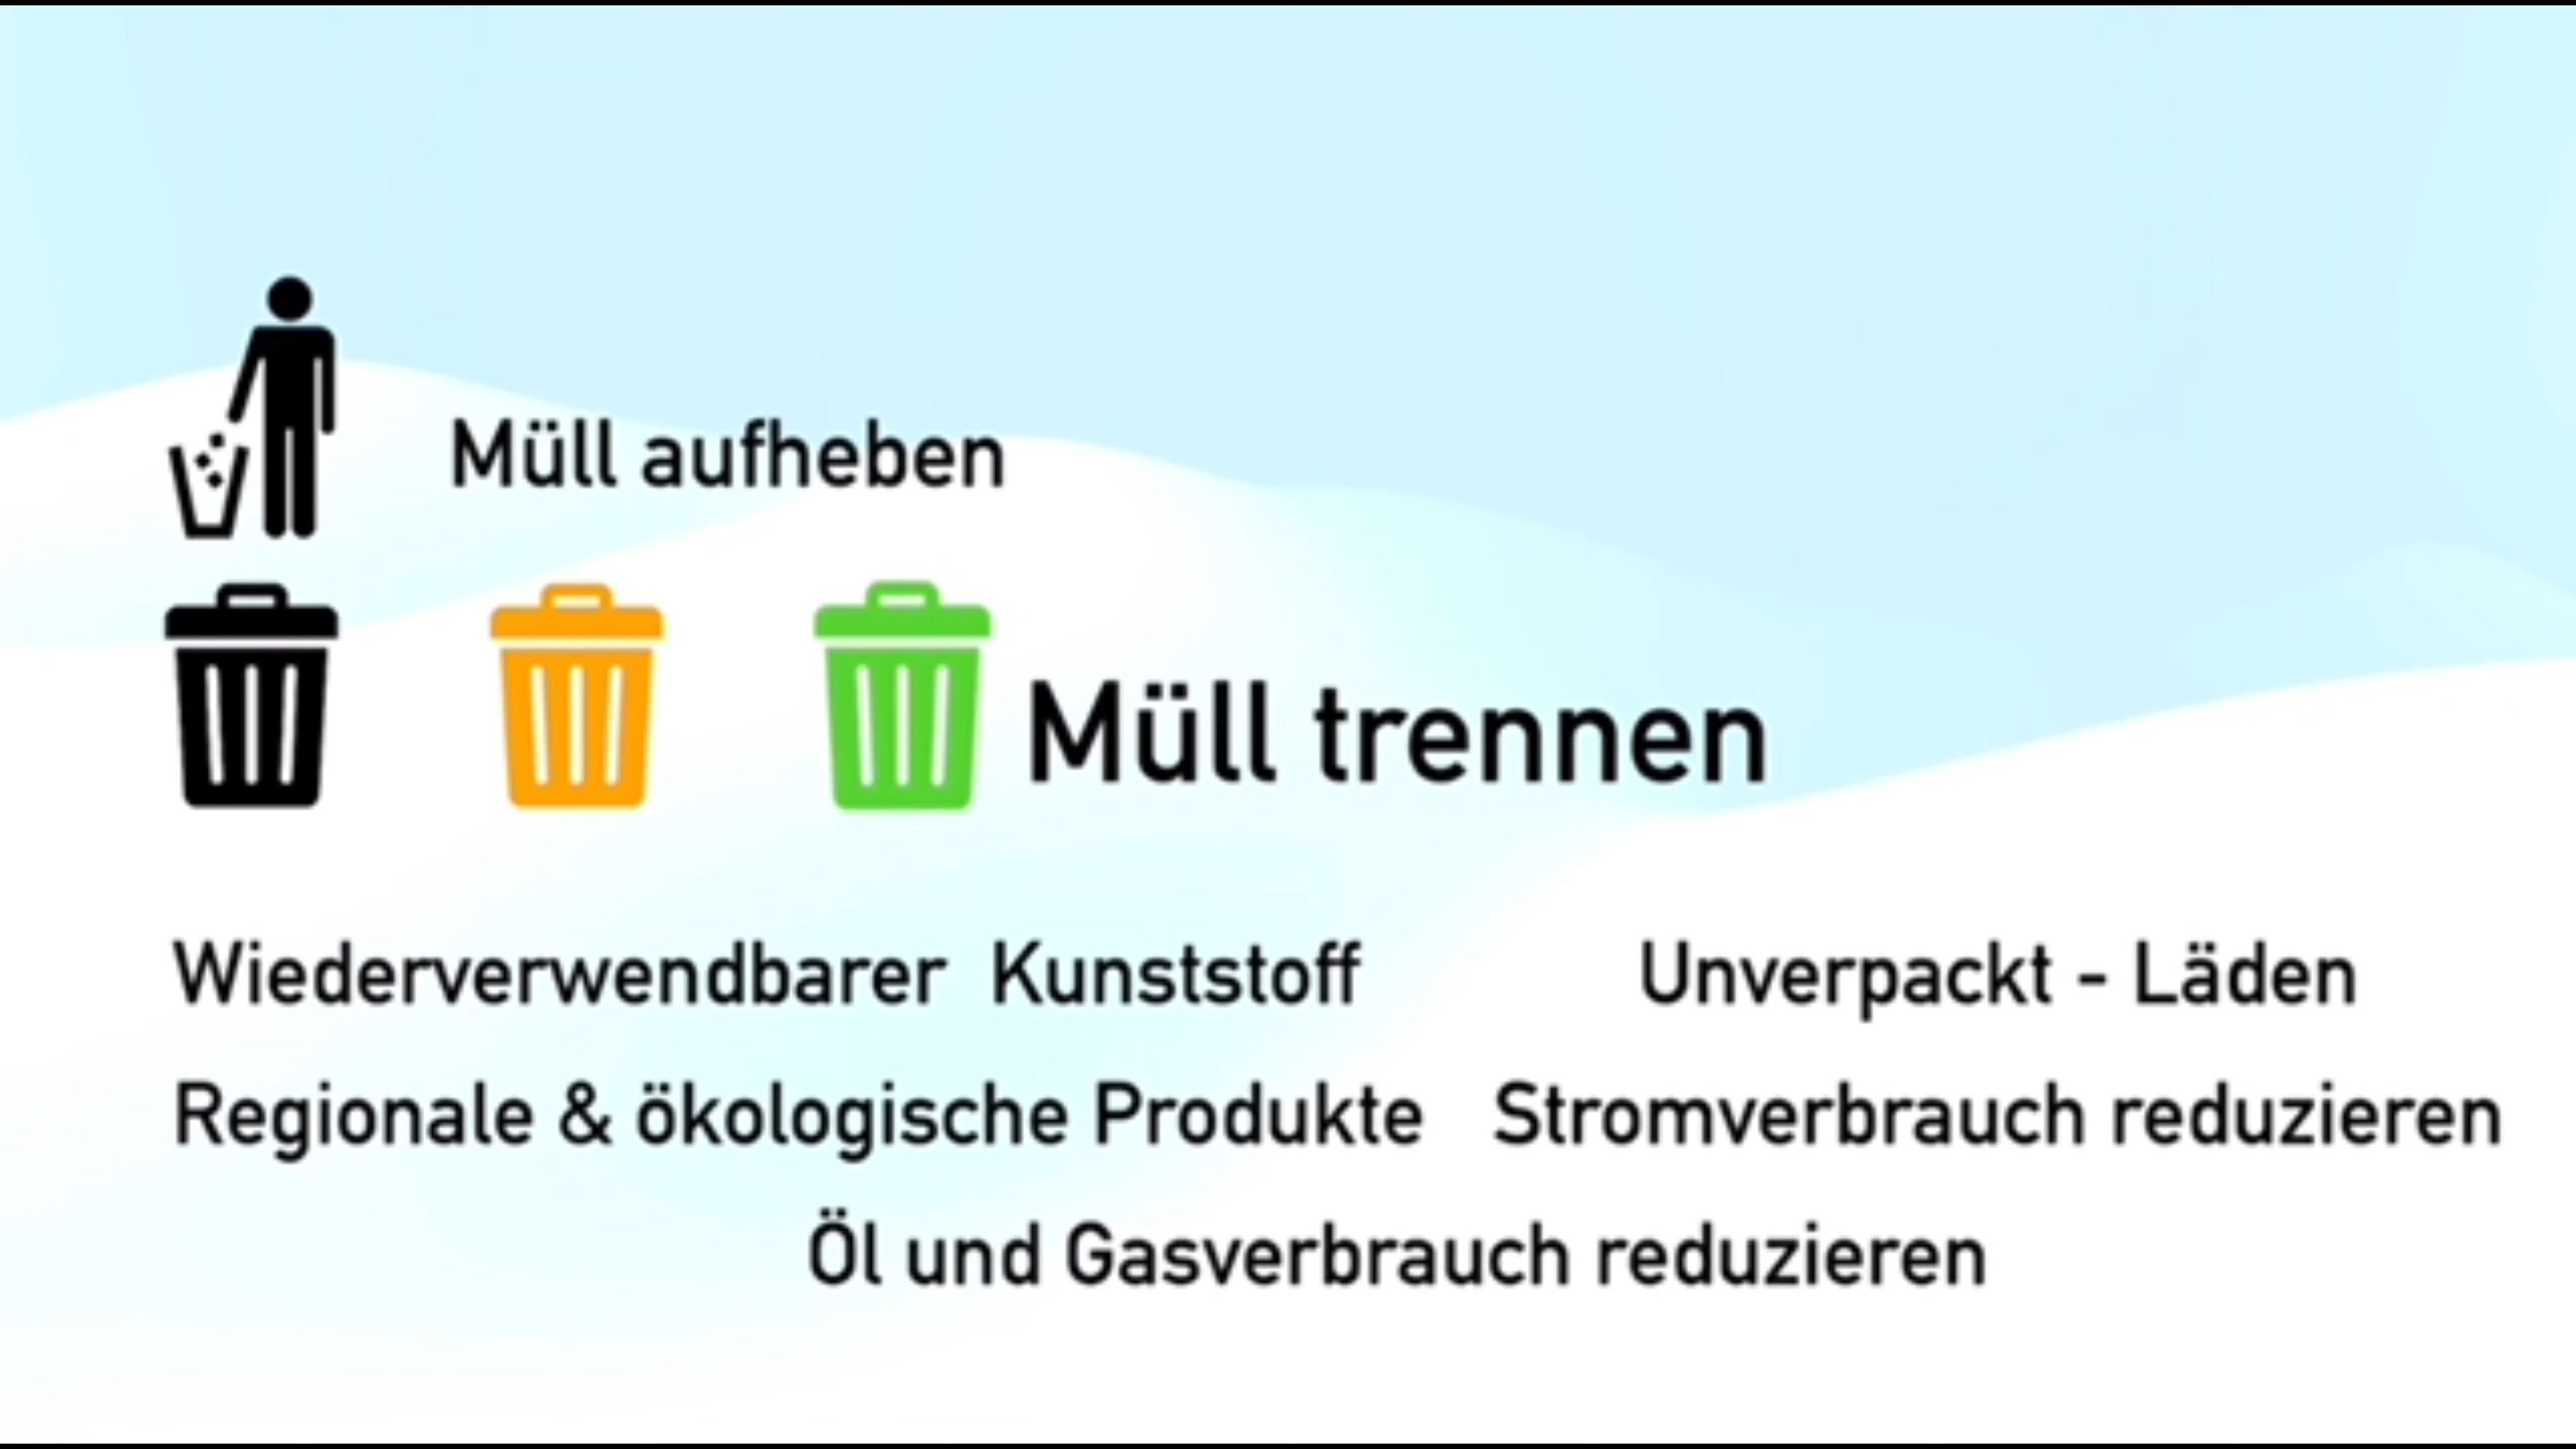 Müll aufheben
Müll trennen
Wiederverwendbarer Kunststoff
Unverpackt - Läden
Regionale & ökologische Produkte
Stromverbrauch reduzieren
Öl und Gasverbrauch reduzieren